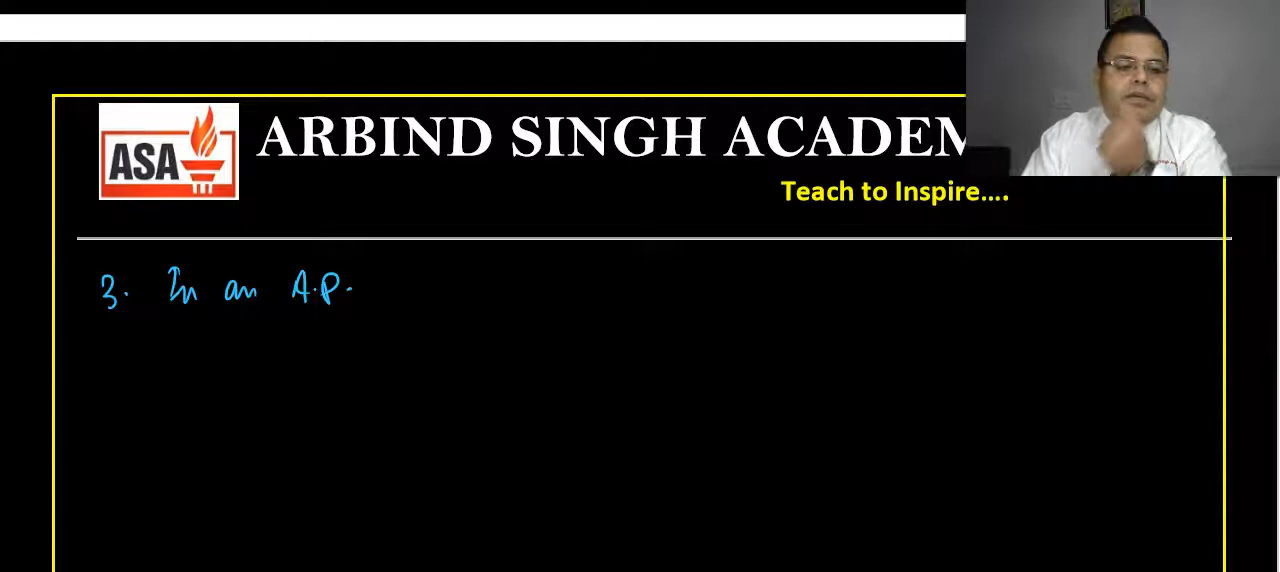 ASA
ARBIND SINGH ACADEM
Teach to Inspire....
3. In an A.P.